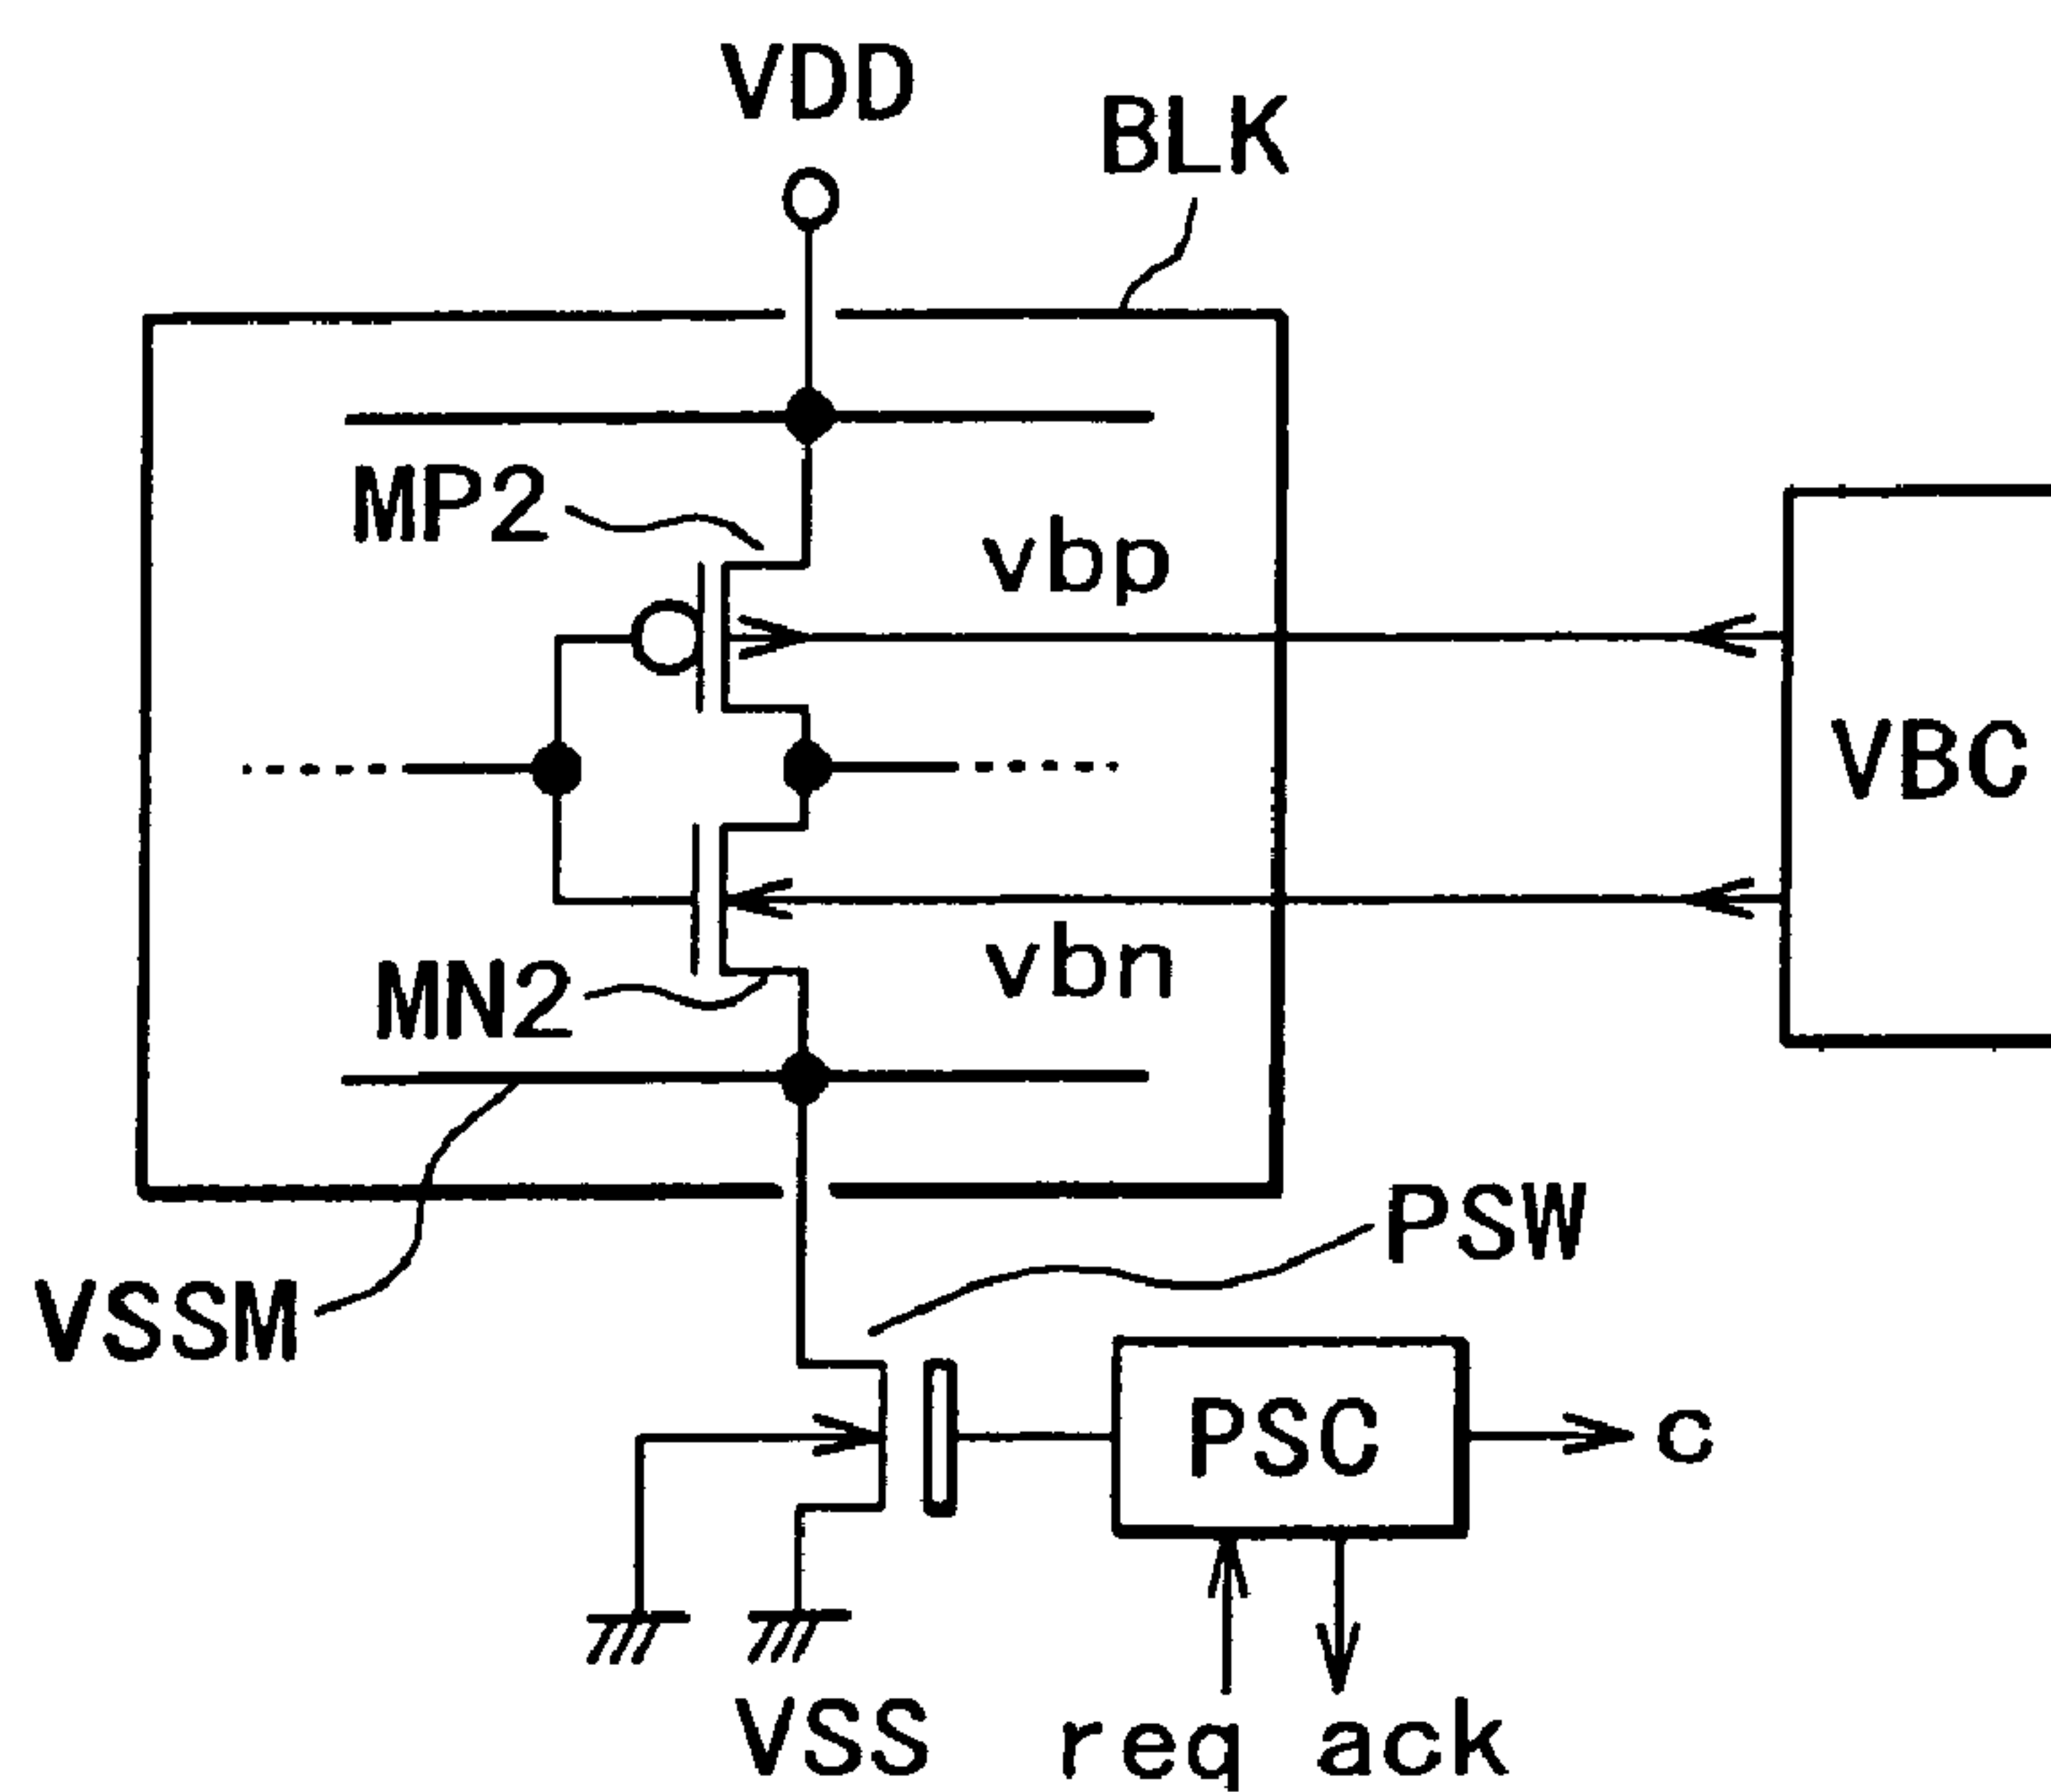 VDD
BLK
MP2
vbp
VBC
vbn
MN2
PSW
VSSM
PSC
c
VSS
req
ack